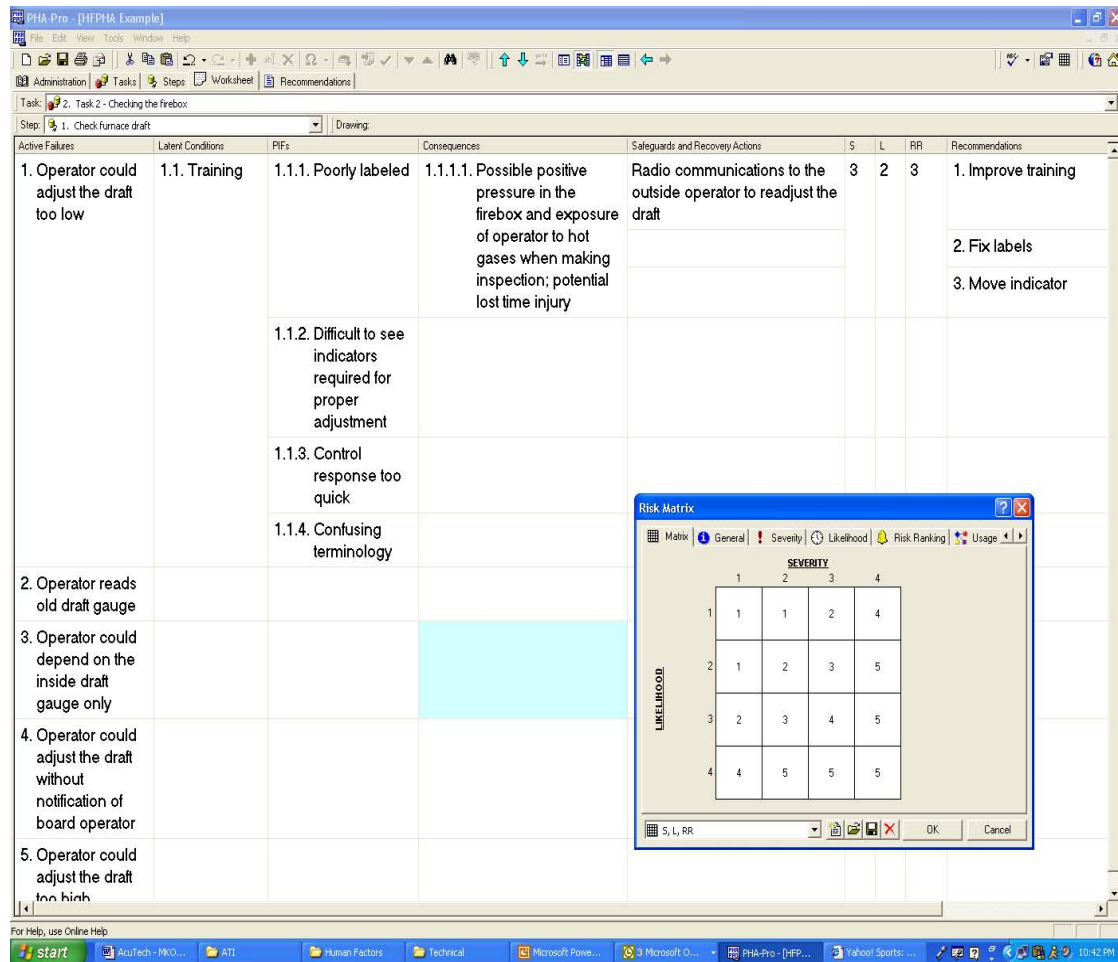 PHA-Pro - [HFPHA Example]
File Edit View Tools Window Help
Administration Tasks Steps Worksheet Recommendations
Task: 2. Task 2 - Checking the firebox
Step: 1. Check furnace draft Drawing:
Active Failures Latent Conditions PIFs Consequences Safeguards and Recovery Actions S L RR Recommendations
1. Operator could
adjust the draft
too low
1.1. Training
1.1.1. Poorly labeled
1.1.1.1. Possible positive
pressure in the
firebox and exposure
of operator to hot
gases when making
inspection; potential
lost time injury
Radio communications to the
outside operator to readjust the
draft
3 2 3
1. Improve training
2. Fix labels
3. Move indicator
1.1.2. Difficult to see
indicators
required for
proper
adjustment
1.1.3. Control
response too
quick
1.1.4. Confusing
terminology
2. Operator reads
old draft gauge
3. Operator could
depend on the
inside draft
gauge only
4. Operator could
adjust the draft
without
notification of
board operator
5. Operator could
adjust the draft
too high
Risk Matrix
Matrix General Severity Likelihood Risk Ranking Usage
SEVERITY
1 2 3 4
LIKELIHOOD
1 1 1 2 4
2 1 2 3 5
3 2 3 4 5
4 4 5 5 5
S, L, RR OK Cancel
For Help, use Online Help
start AcuTech - MKO... ATI Human Factors Technical Microsoft Powe... 3 Microsoft O... PHA-Pro - [HFP... Yahoo! Sports: ... 10:42 PM